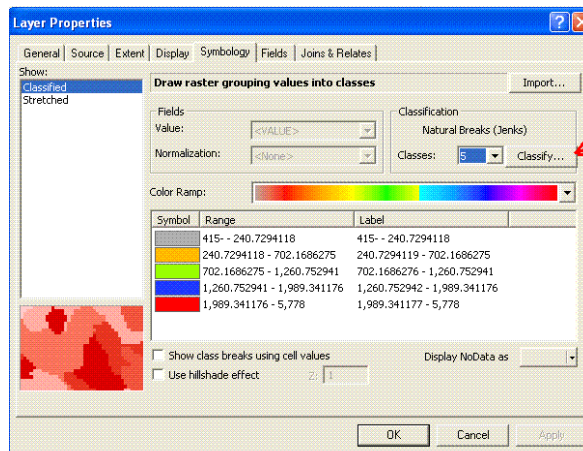 Layer Properties
General Source Extent Display Symbology Fields Joins & Relates
Show:
Classified
Stretched
Draw raster grouping values into classes
Import...
Fields
Value: <VALUE>
Normalization: <None>
Classification
Natural Breaks (Jenks)
Classes: 5 Classify...
Color Ramp:
Symbol Range Label
415- - 240.7294118 415- - 240.7294118
240.7294118 - 702.1686275 240.7294119 - 702.1686275
702.1686275 - 1,260.752941 702.1686276 - 1,260.752941
1,260.752941 - 1,989.341176 1,260.752942 - 1,989.341176
1,989.341176 - 5,778 1,989.341177 - 5,778
Show class breaks using cell values
Display NoData as
Use hillshade effect Z: 1
OK Cancel Apply